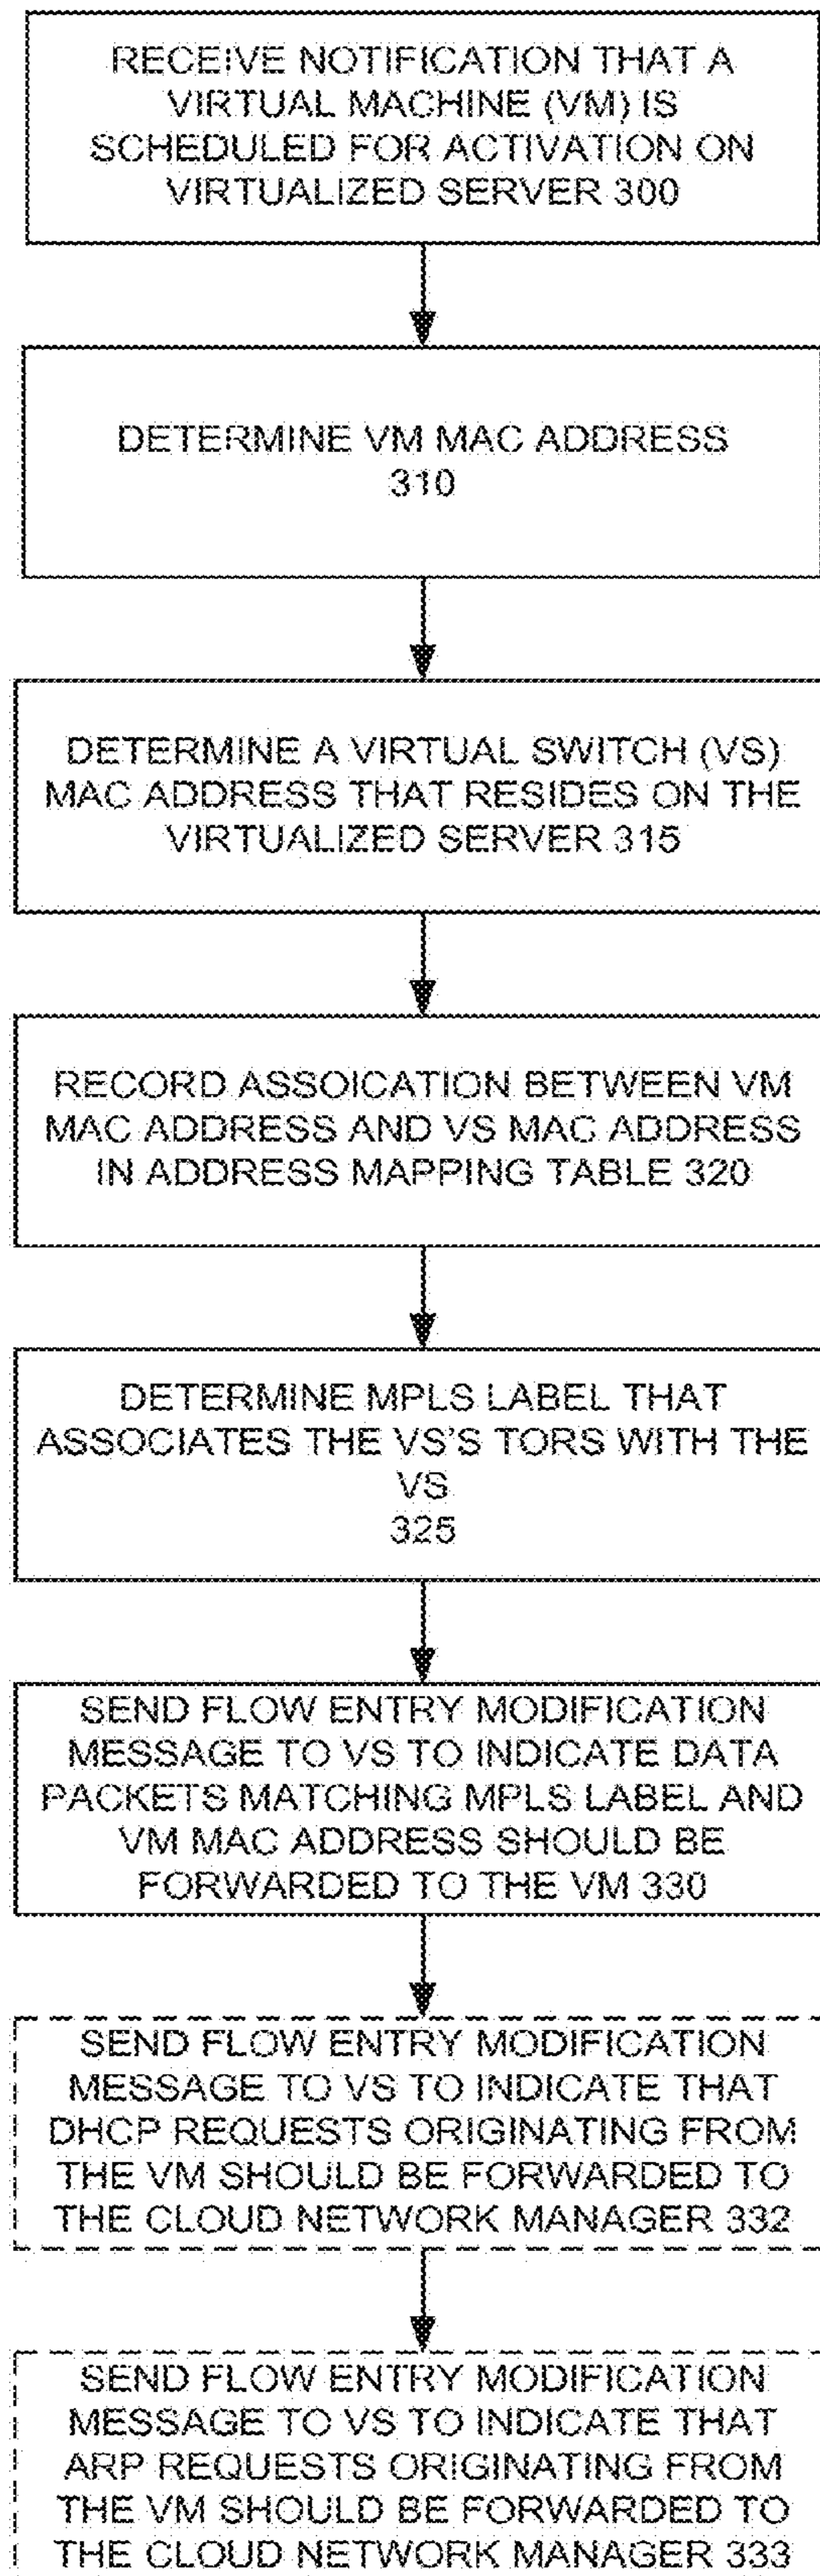 RECEIVE NOTIFICATION THAT A
VIRTUAL MACHINE (VM) IS
SCHEDULED FOR ACTIVATION ON
VIRTUALIZED SERVER 300
DETERMINE VM MAC ADDRESS
310
DETERMINE A VIRTUAL SWITCH (VS)
MAC ADDRESS THAT RESIDES ON THE
VIRTUALIZED SERVER 315
RECORD ASSOICATION BETWEEN VM
MAC ADDRESS AND VS MAC ADDRESS
IN ADDRESS MAPPING TABLE 320
DETERMINE MPLS LABEL THAT
ASSOCIATES THE VS'S TORS WITH THE
VS
325
SEND FLOW ENTRY MODIFICATION
MESSAGE TO VS TO INDICATE DATA
PACKETS MATCHING MPLS LABEL AND
VM MAC ADDRESS SHOULD BE
FORWARDED TO THE VM 330
SEND FLOW ENTRY MODIFICATION
MESSAGE TO VS TO INDICATE THAT
DHCP REQUESTS ORIGINATING FROM
THE VM SHOULD BE FORWARDED TO
THE CLOUD NETWORK MANAGER 332
SEND FLOW ENTRY MODIFICATION
MESSAGE TO VS TO INDICATE THAT
ARP REQUESTS ORIGINATING FROM
THE VM SHOULD BE FORWARDED TO
THE CLOUD NETWORK MANAGER 333